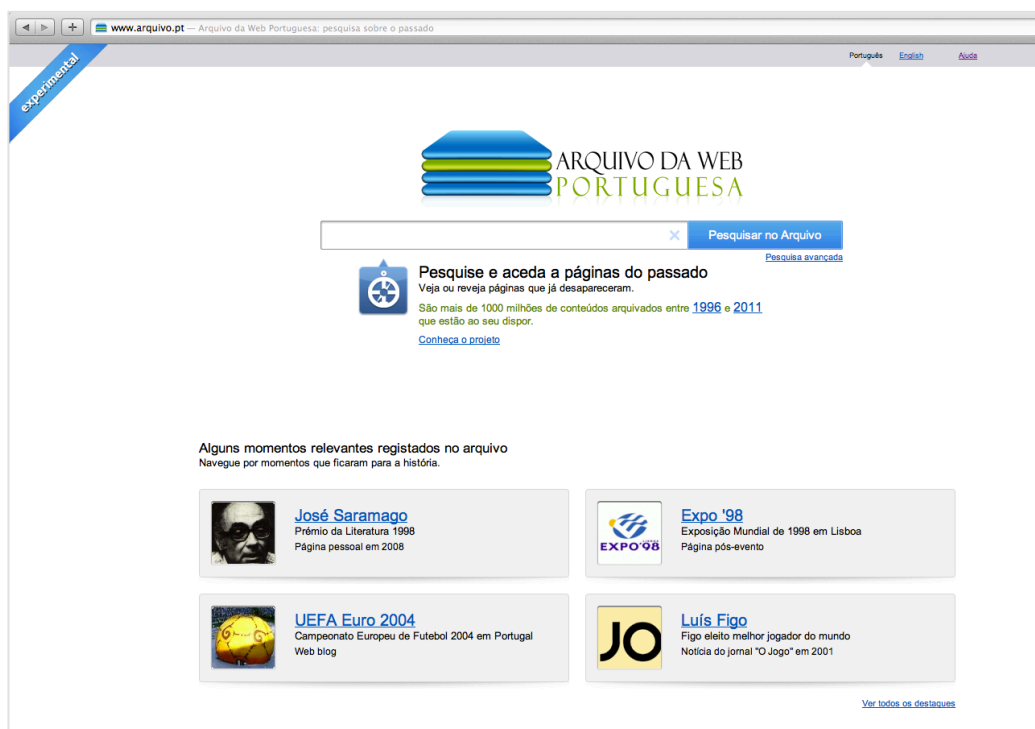 www.arquivo.pt — Arquivo da Web Portuguesa: pesquisa sobre o passado
experimental
Português English Ajuda
ARQUIVO DA WEB
PORTUGUESA
Pesquisar no Arquivo
Pesquisa avançada
Pesquise e aceda a páginas do passado
Veja ou reveja páginas que já desapareceram.
São mais de 1000 milhões de conteúdos arquivados entre 1996 e 2011
que estão ao seu dispor.
Conheça o projeto
Alguns momentos relevantes registados no arquivo
Navegue por momentos que ficaram para a história.
José Saramago
Prémio da Literatura 1998
Página pessoal em 2008
LISBOA
EXPO'98
Expo '98
Exposição Mundial de 1998 em Lisboa
Página pós-evento
UEFA Euro 2004
Campeonato Europeu de Futebol 2004 em Portugal
Web blog
JO
Luís Figo
Figo eleito melhor jogador do mundo
Notícia do jornal "O Jogo" em 2001
Ver todos os destaques